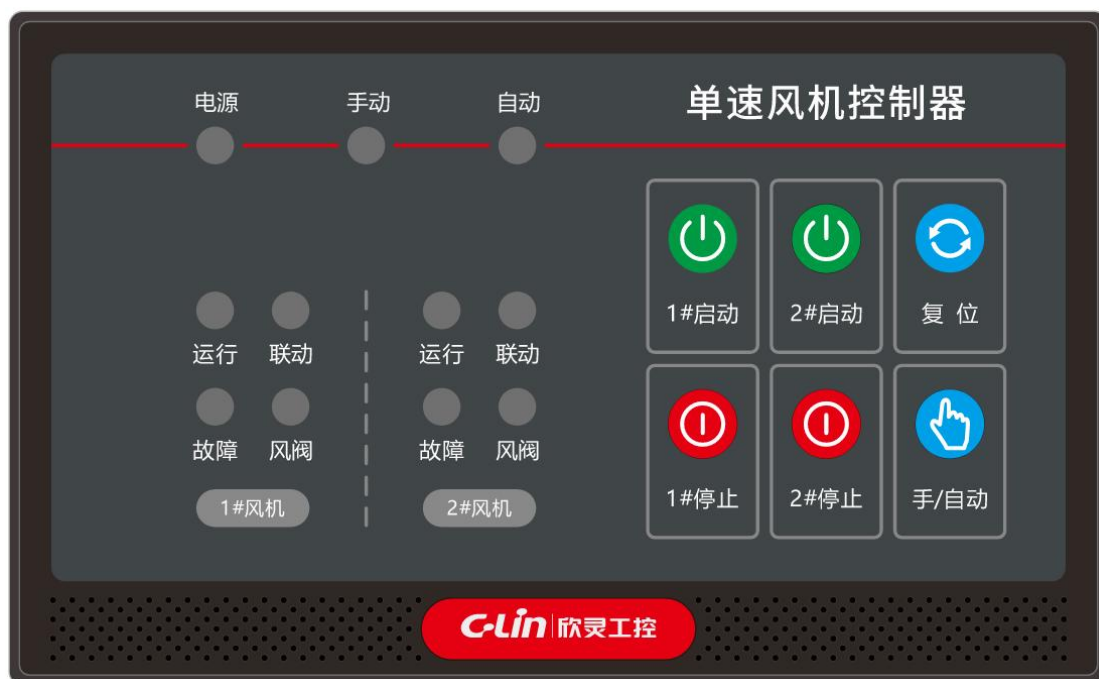 单速风机控制器
电源 手动 自动
1#启动 2#启动 复位
运行 联动 运行 联动
故障 风阀 故障 风阀
1#风机 2#风机
1#停止 2#停止 手/自动
C-Lin 欣灵工控